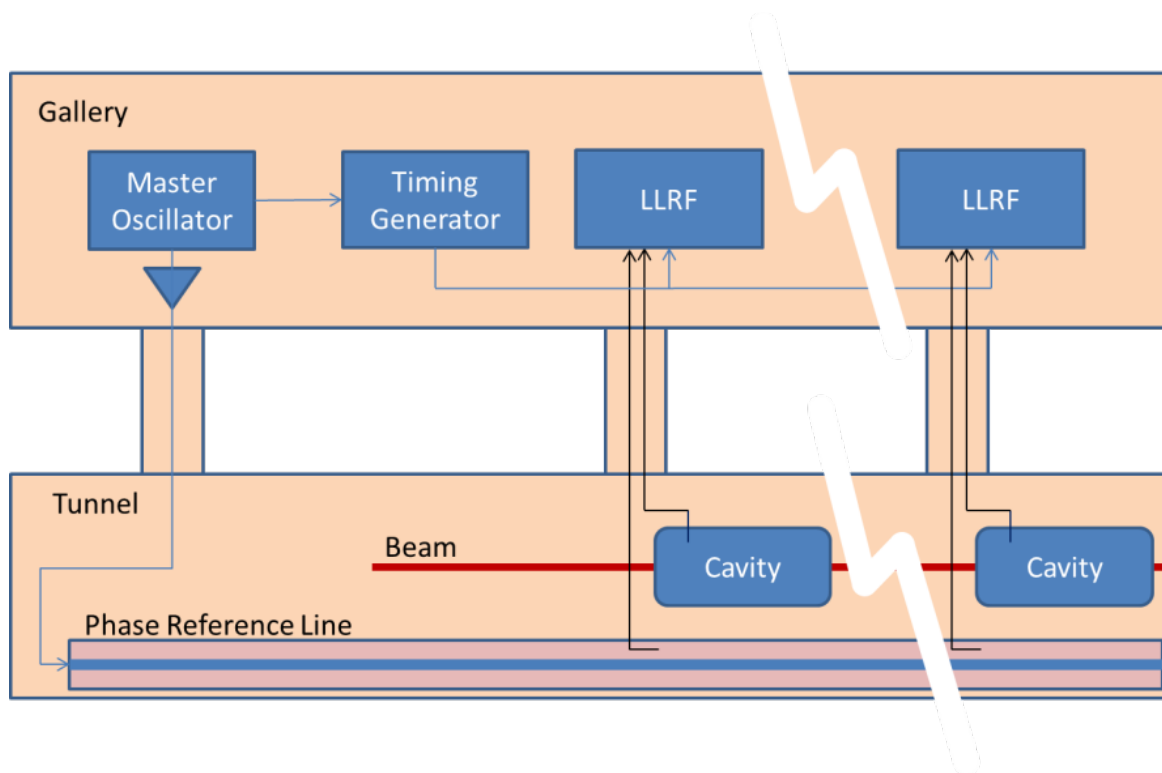 Gallery
Master
Oscillator
Timing
Generator
LLRF
LLRF
Tunnel
Beam
Cavity
Cavity
Phase Reference Line